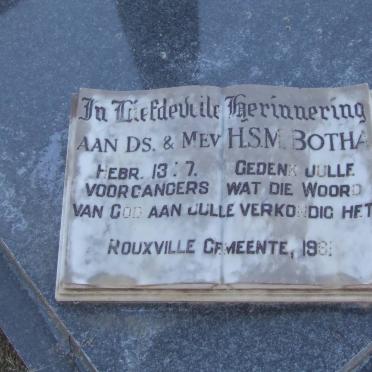 In Liefdevolle Herinnering
AAN DS. & MEV H.S.M. BOTHA
HEBR. 13:7. GEDENK JULLE
VOORGANGERS WAT DIE WOORD
VAN GOD AAN JULLE VERKONDIG HET
ROUXVILLE GEMEENTE,